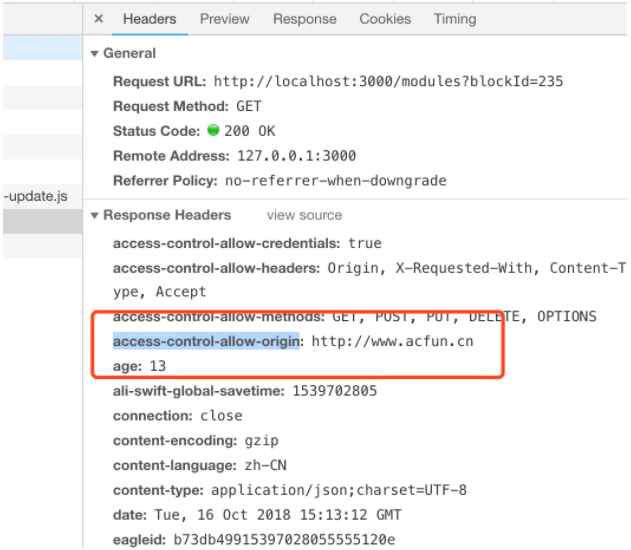 × Headers Preview Response Cookies Timing
▼ General
Request URL: http://localhost:3000/modules?blockId=235
Request Method: GET
Status Code: 200 OK
Remote Address: 127.0.0.1:3000
Referrer Policy: no-referrer-when-downgrade
-update.js
▼ Response Headers view source
access-control-allow-credentials: true
access-control-allow-headers: Origin, X-Requested-With, Content-T
ype, Accept
access-control-allow-methods: GET, POST, PUT, DELETE, OPTIONS
access-control-allow-origin: http://www.acfun.cn
age: 13
ali-swift-global-savetime: 1539702805
connection: close
content-encoding: gzip
content-language: zh-CN
content-type: application/json;charset=UTF-8
date: Tue, 16 Oct 2018 15:13:12 GMT
eagleid: b73db49915397028055555120e